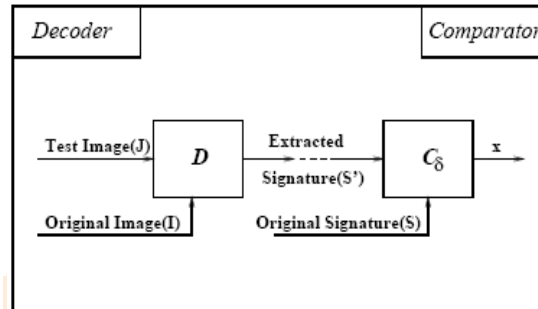 Decoder
Comparator
Test Image(J)
D
Extracted
Signature(S')
Cδ
x
Original Image(I)
Original Signature(S)